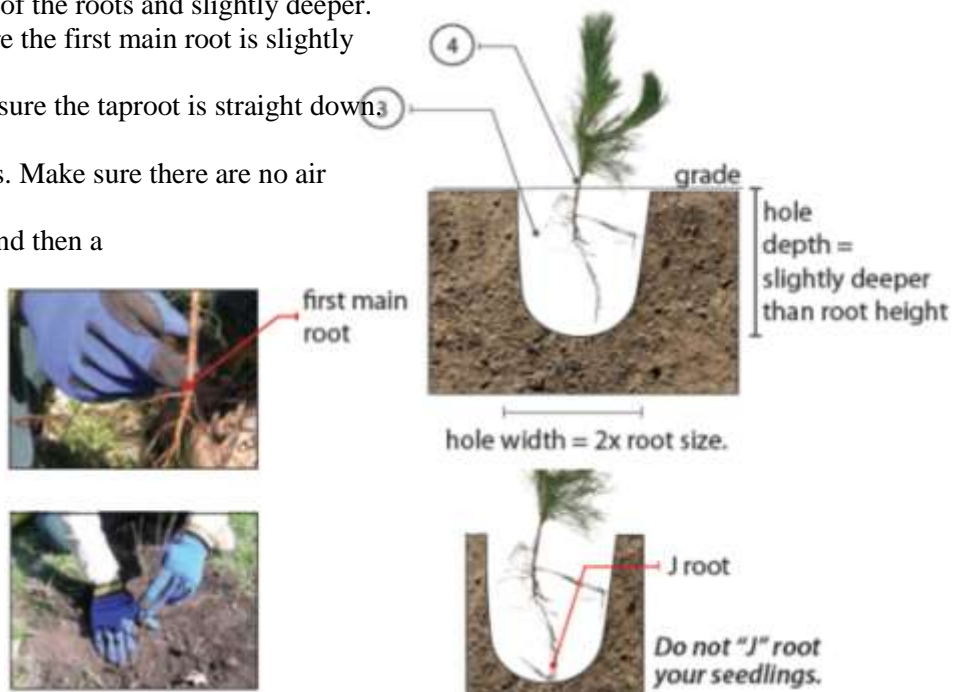 of the roots and slightly deeper.
re the first main root is slightly
sure the taproot is straight down.
s. Make sure there are no air
nd then a
4
3
grade
hole
depth =
slightly deeper
than root height
first main
root
hole width = 2x root size.
J root
Do not "J" root
your seedlings.